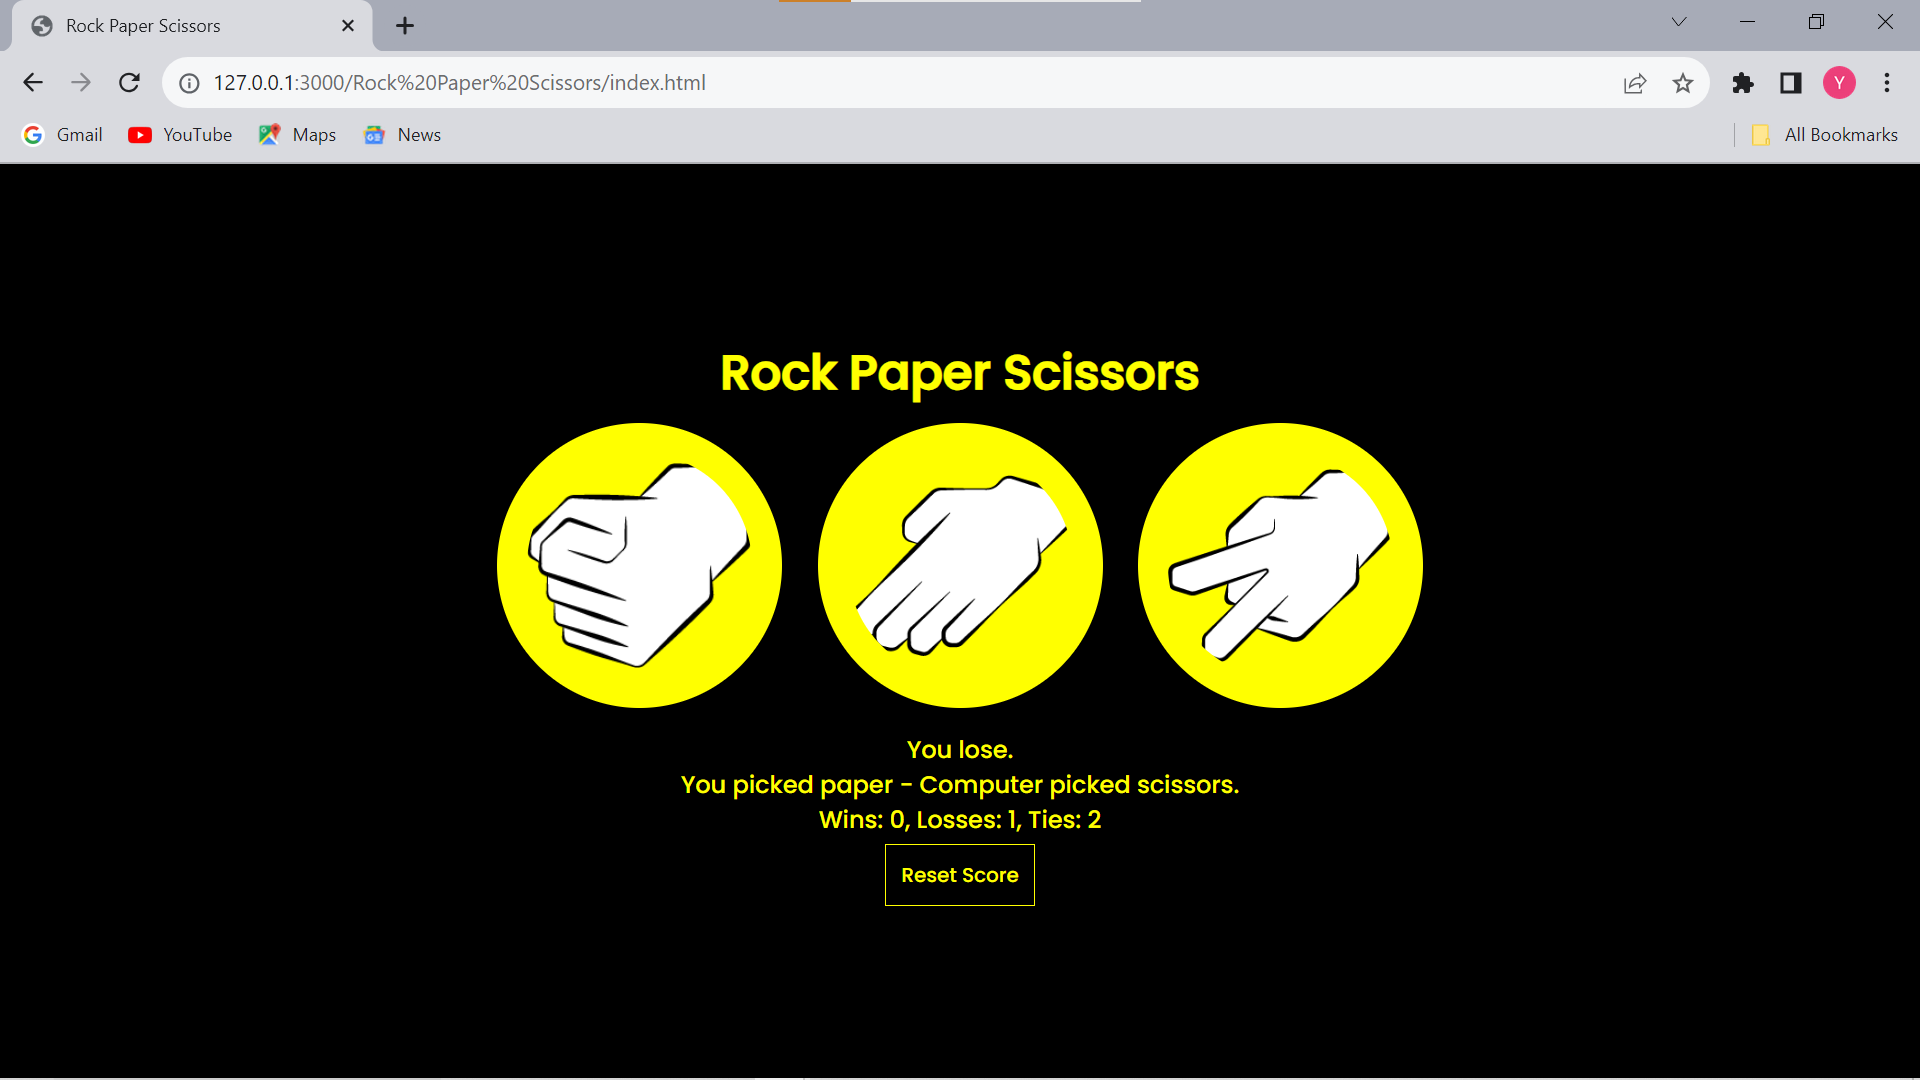 Rock Paper Scissors
127.0.0.1:3000/Rock%20Paper%20Scissors/index.html
Y
Gmail YouTube Maps News All Bookmarks
Rock Paper Scissors
You lose.
You picked paper - Computer picked scissors.
Wins: 0, Losses: 1, Ties: 2
Reset Score